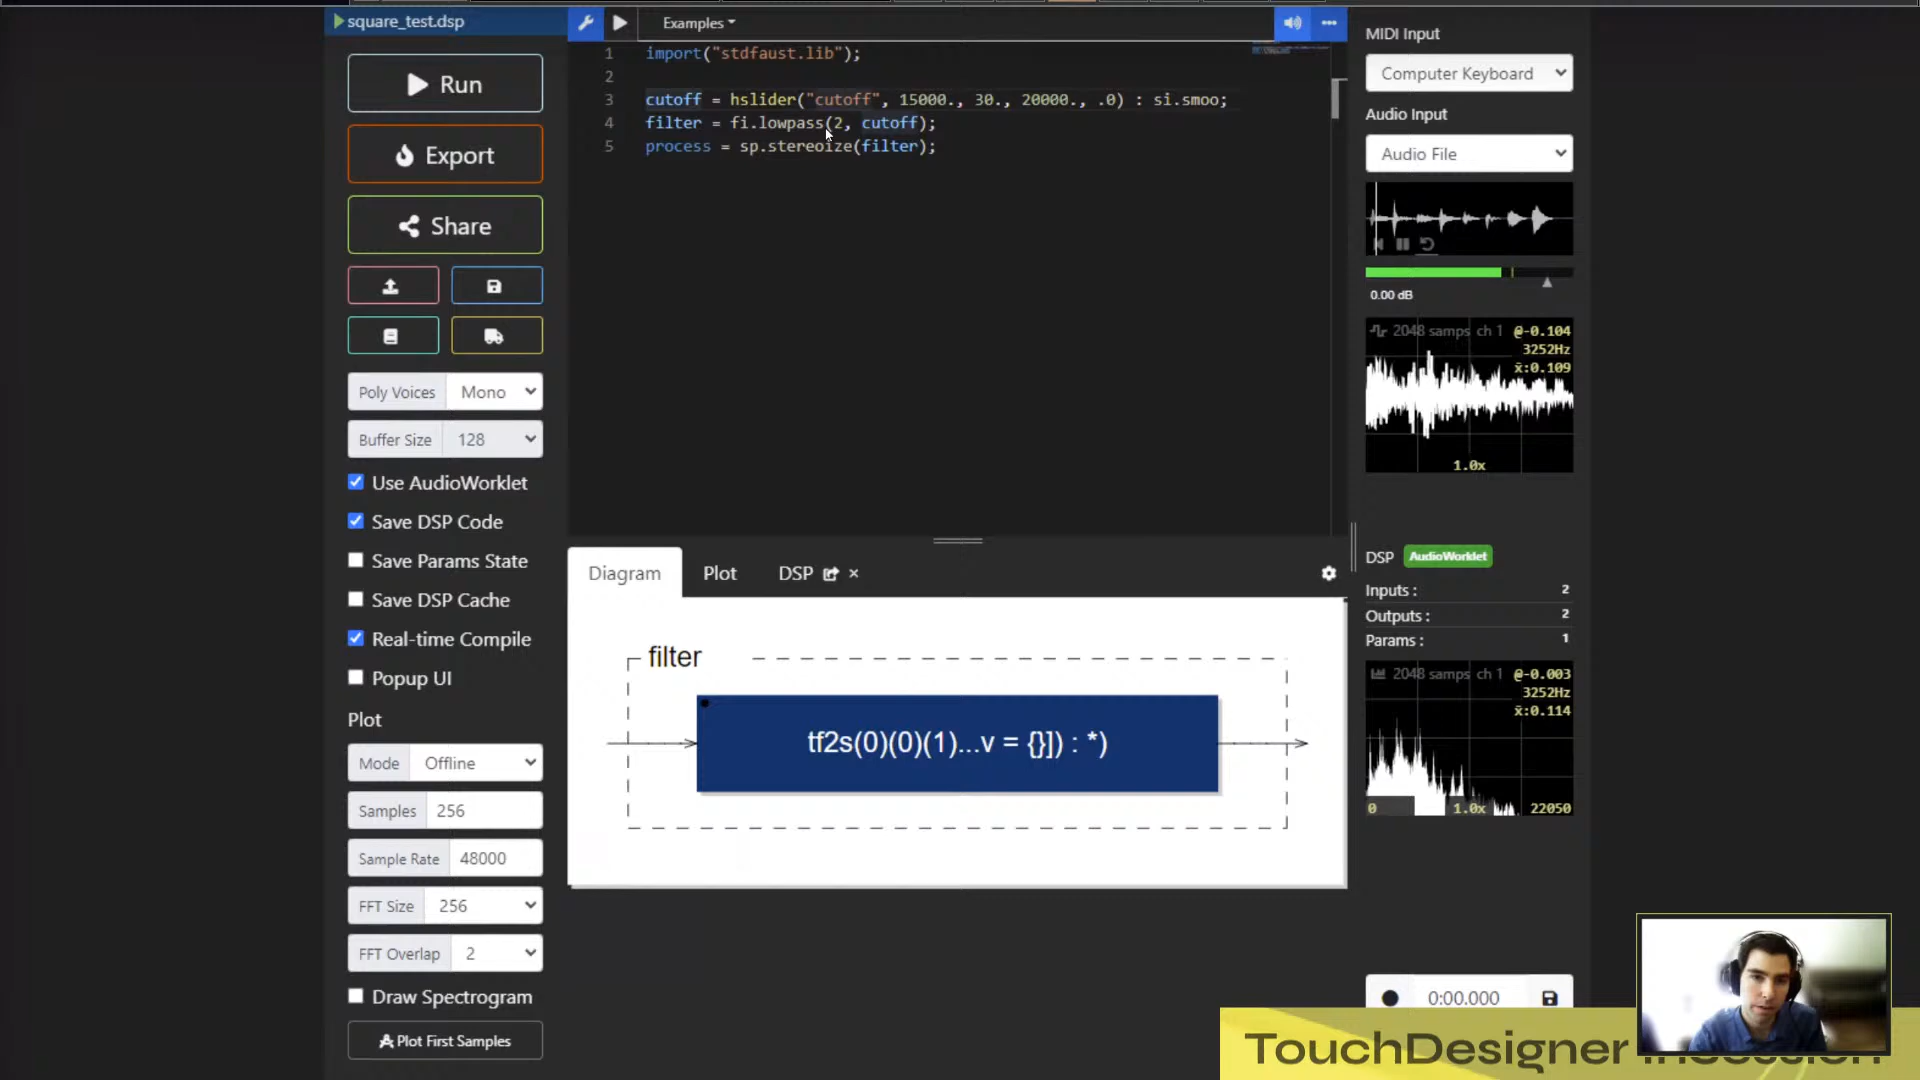 square_test.dsp
Run
Export
Share
Poly Voices Mono
Buffer Size 128
Use AudioWorklet
Save DSP Code
Save Params State
Save DSP Cache
Real-time Compile
Popup UI
Plot
Mode Offline
Samples 256
Sample Rate 48000
FFT Size 256
FFT Overlap 2
Draw Spectrogram
Plot First Samples
Examples
1 import("stdfaust.lib");
2
3 cutoff = hslider("cutoff", 15000., 30., 20000., .0) : si.smoo;
4 filter = fi.lowpass(2, cutoff);
5 process = sp.stereoize(filter);
Diagram Plot DSP
filter
tf2s(0)(0)(1)...v = {}]) : *)
MIDI Input
Computer Keyboard
Audio Input
Audio File
0.00 dB
2048 samps ch 1 @-0.104
3252Hz
x̄:0.109
1.0x
DSP AudioWorklet
Inputs : 2
Outputs : 2
Params : 1
2048 samps ch 1 @-0.003
3252Hz
x̄:0.114
0 1.0x 22050
0:00.000
TouchDesigner